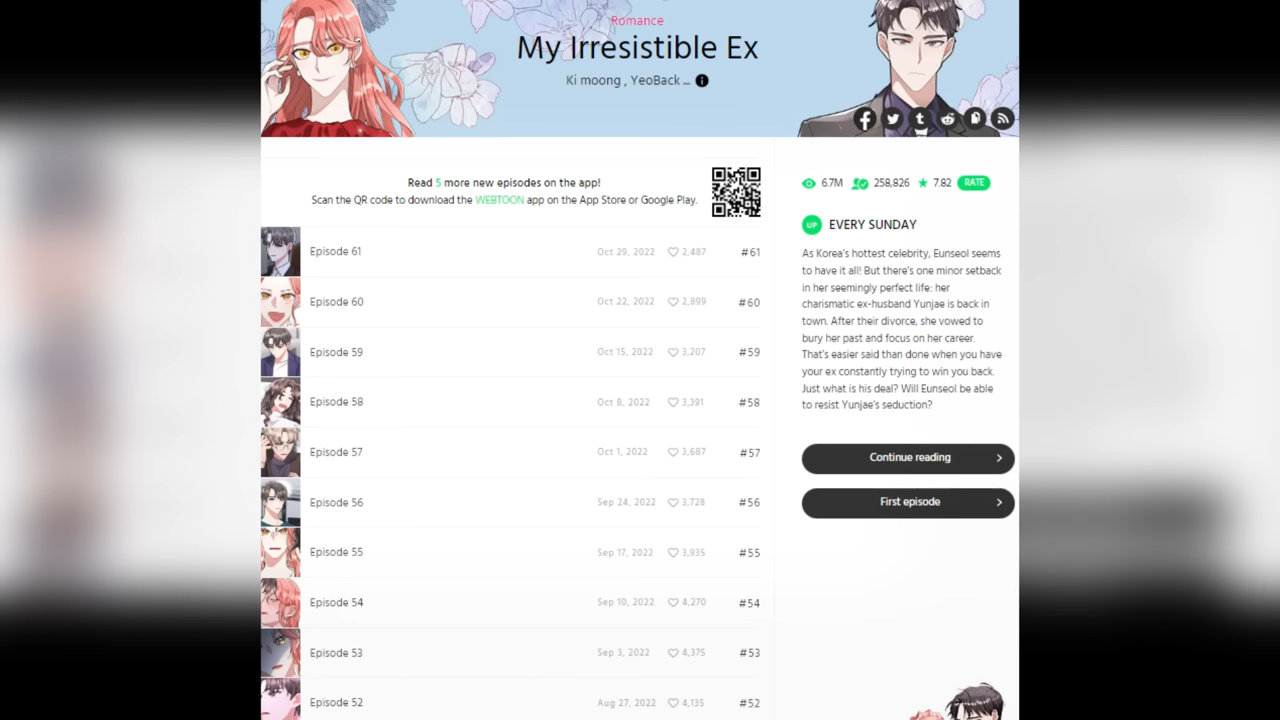 Romance
My Irresistible Ex
Ki moong , YeoBack ...
Read 5 more new episodes on the app!
Scan the QR code to download the WEBTOON app on the App Store or Google Play.
Episode 61 Oct 29, 2022 2,487 #61
Episode 60 Oct 22, 2022 2,899 #60
Episode 59 Oct 15, 2022 3,207 #59
Episode 58 Oct 8, 2022 3,391 #58
Episode 57 Oct 1, 2022 3,687 #57
Episode 56 Sep 24, 2022 3,728 #56
Episode 55 Sep 17, 2022 3,935 #55
Episode 54 Sep 10, 2022 4,270 #54
Episode 53 Sep 3, 2022 4,375 #53
Episode 52 Aug 27, 2022 4,135 #52
6.7M 258,826 7.82 RATE
UP EVERY SUNDAY
As Korea's hottest celebrity, Eunseol seems
to have it all! But there's one minor setback
in her seemingly perfect life: her
charismatic ex-husband Yunjae is back in
town. After their divorce, she vowed to
bury her past and focus on her career.
That's easier said than done when you have
your ex constantly trying to win you back.
Just what is his deal? Will Eunseol be able
to resist Yunjae's seduction?
Continue reading
First episode